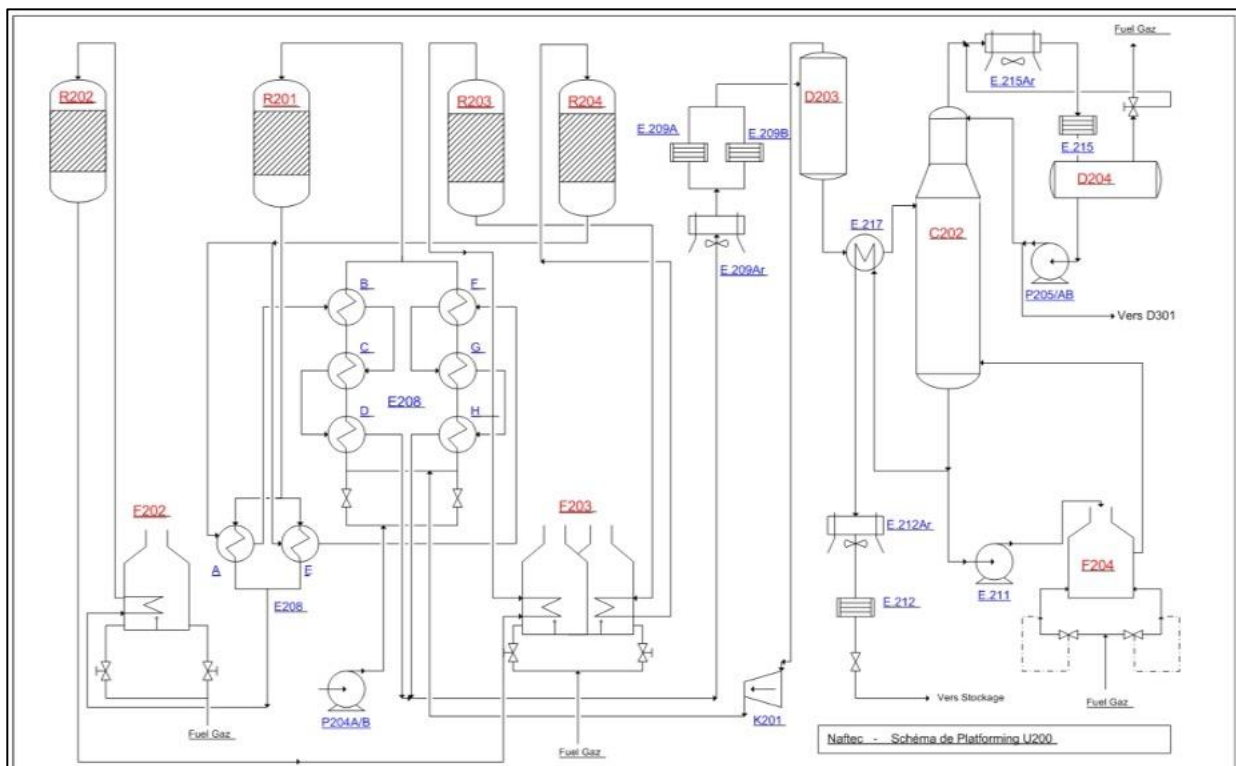 Fuel Gaz
E.215Ar
R202
R201
R203
R204
D203
E.209A
E.209B
E.215
D204
E.217
C202
E.209Ar
P205/AB
Vers D301
B
F
C
G
E208
D
H
F202
F203
E.212Ar
F204
A
E
E208
E.211
E.212
P204A/B
K201
Vers Stockage
Fuel Gaz
Fuel Gaz
Fuel Gaz
Naftec - Schéma de Platforming U200